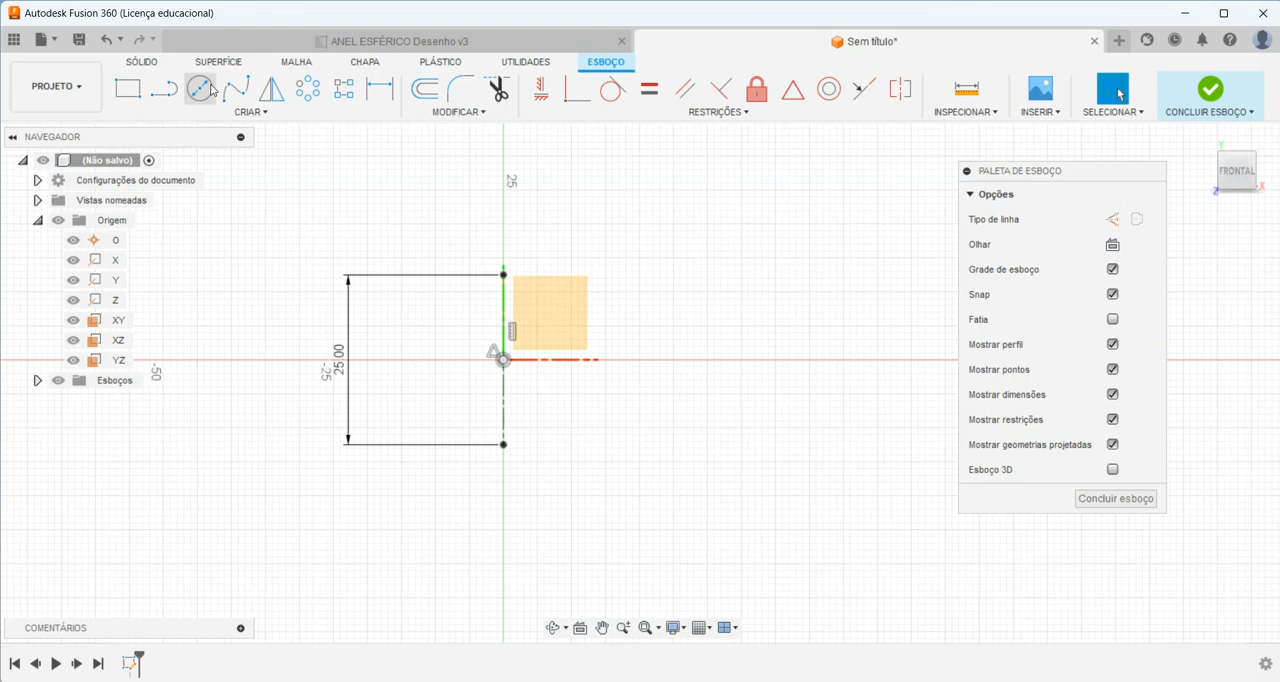 Autodesk Fusion 360 (Licença educacional)
ANEL ESFÉRICO Desenho v3
Sem título*
PROJETO
SÓLIDO
SUPERFÍCIE
MALHA
CHAPA
PLÁSTICO
UTILIDADES
ESBOÇO
CRIAR
MODIFICAR
RESTRIÇÕES
INSPECIONAR
INSERIR
SELECIONAR
CONCLUIR ESBOÇO
NAVEGADOR
(Não salvo)
Configurações do documento
Vistas nomeadas
Origem
O
X
Y
Z
XY
XZ
YZ
Esboços
-50
-25
25.00
25
Y
FRONTAL
X
Z
PALETA DE ESBOÇO
Opções
Tipo de linha
Olhar
Grade de esboço
Snap
Fatia
Mostrar perfil
Mostrar pontos
Mostrar dimensões
Mostrar restrições
Mostrar geometrias projetadas
Esboço 3D
Concluir esboço
COMENTÁRIOS